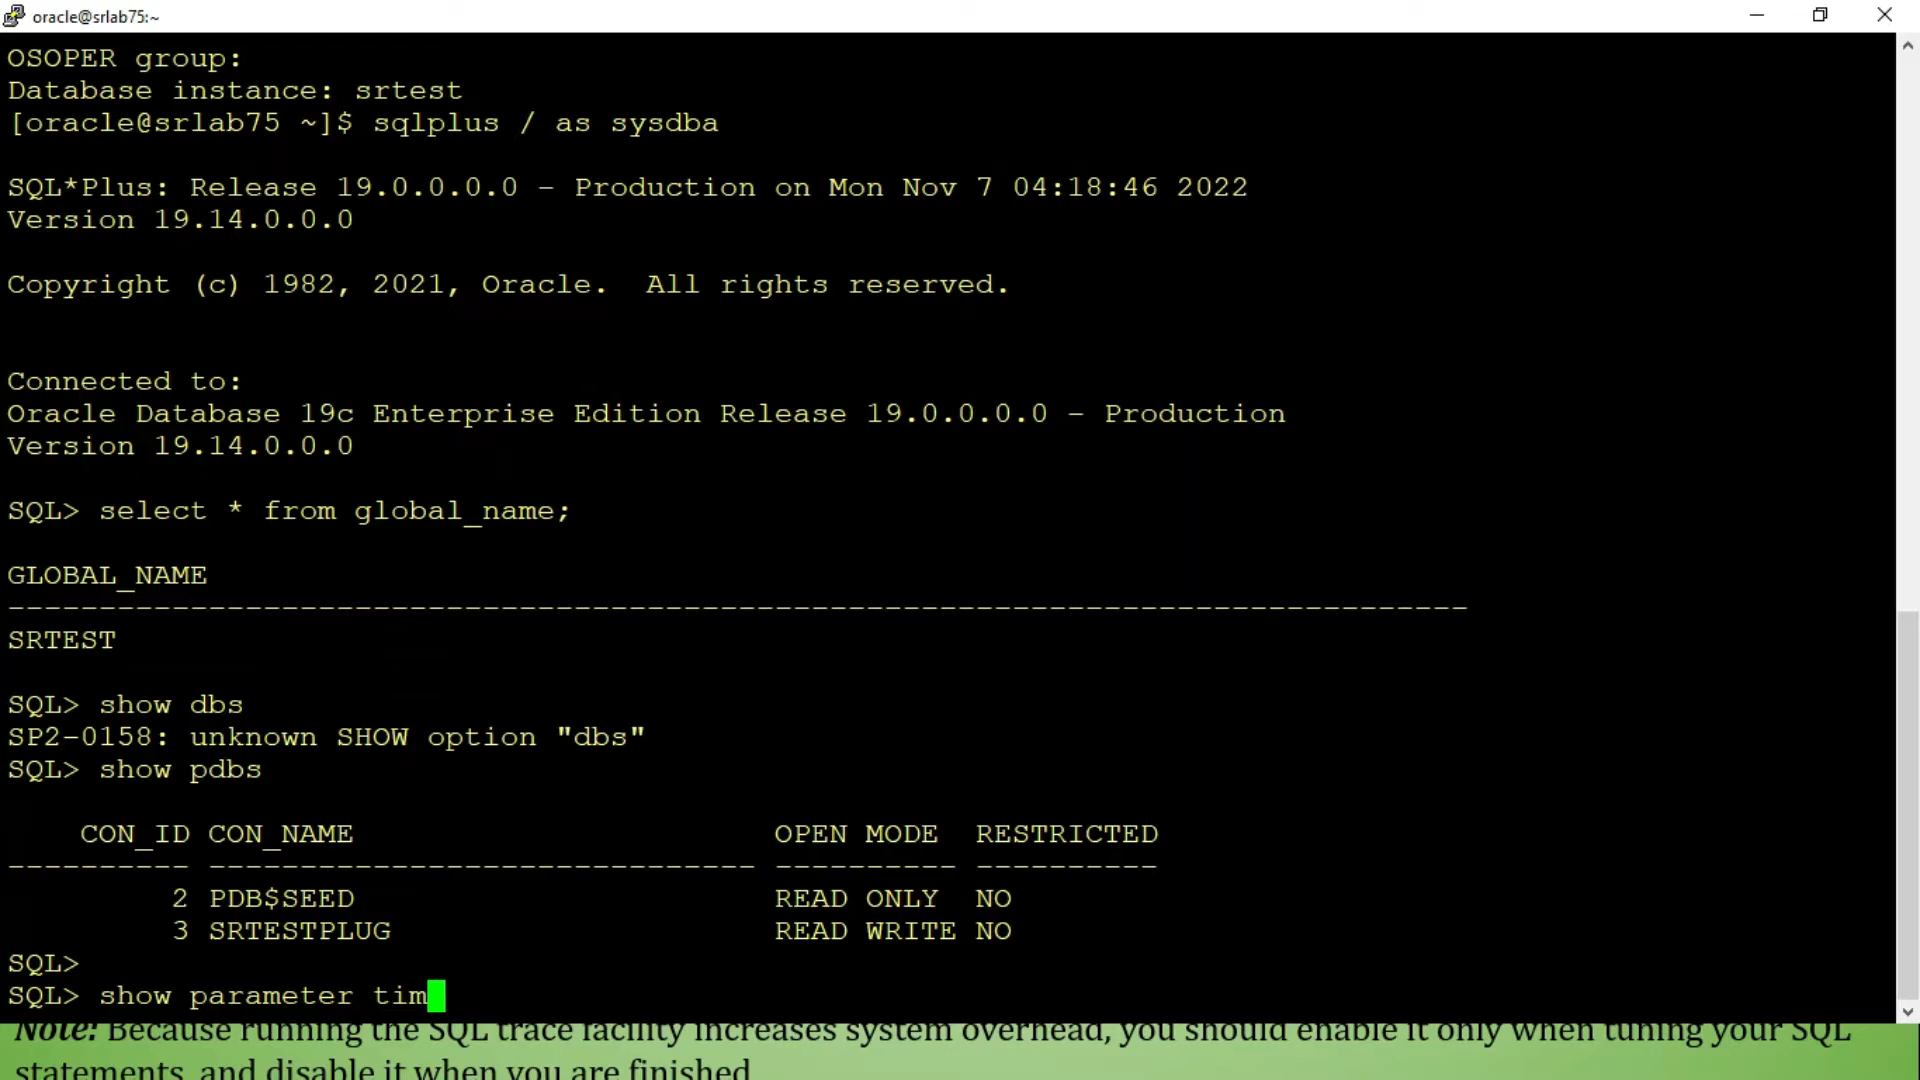 oracle@srlab75:~
OSOPER group:
Database instance: srtest
[oracle@srlab75 ~]$ sqlplus / as sysdba
SQL*Plus: Release 19.0.0.0.0 - Production on Mon Nov 7 04:18:46 2022
Version 19.14.0.0.0
Copyright (c) 1982, 2021, Oracle.  All rights reserved.
Connected to:
Oracle Database 19c Enterprise Edition Release 19.0.0.0.0 - Production
Version 19.14.0.0.0
SQL> select * from global_name;
GLOBAL_NAME
--------------------------------------------------------------------------------
SRTEST
SQL> show dbs
SP2-0158: unknown SHOW option "dbs"
SQL> show pdbs
    CON_ID CON_NAME                       OPEN MODE  RESTRICTED
---------- ------------------------------ ---------- ----------
         2 PDB$SEED                       READ ONLY  NO
         3 SRTESTPLUG                     READ WRITE NO
SQL>
SQL> show parameter tim
Note: Because running the SQL trace facility increases system overhead, you should enable it only when tuning your SQL
statements, and disable it when you are finished